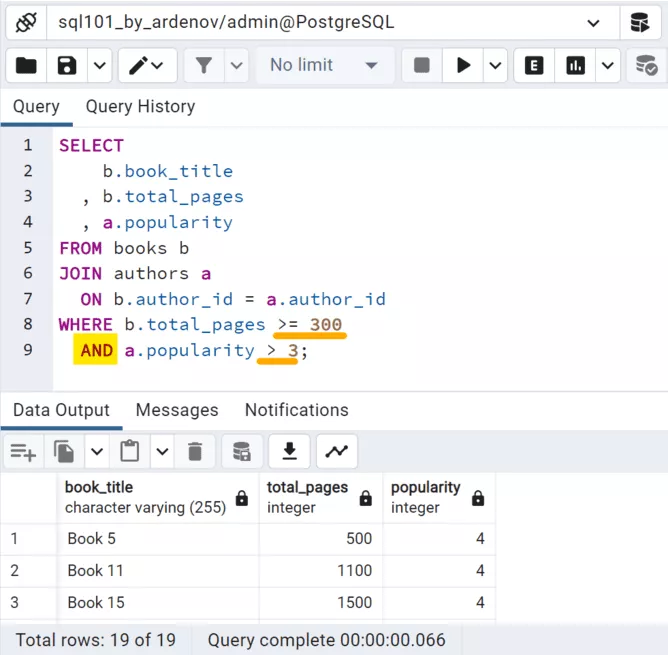 sql101_by_ardenov/admin@PostgreSQL
No limit
E
Query Query History
1 SELECT
2 b.book_title
3 , b.total_pages
4 , a.popularity
5 FROM books b
6 JOIN authors a
7 ON b.author_id = a.author_id
8 WHERE b.total_pages >= 300
9 AND a.popularity > 3;
Data Output Messages Notifications
book_title total_pages popularity
character varying (255) integer integer
1 Book 5 500 4
2 Book 11 1100 4
3 Book 15 1500 4
Total rows: 19 of 19 Query complete 00:00:00.066